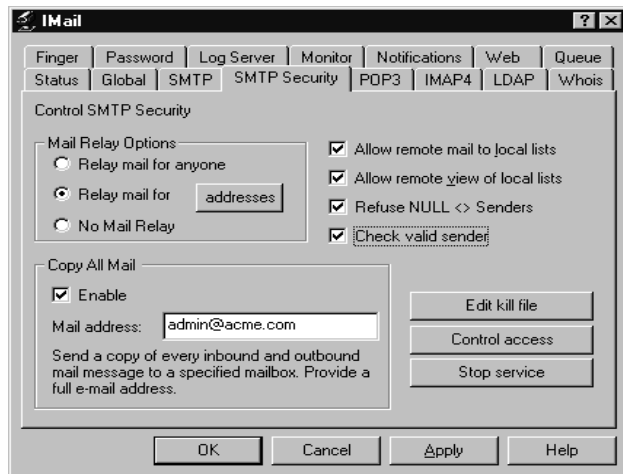 IMail
Finger Password Log Server Monitor Notifications Web Queue
Status Global SMTP SMTP Security POP3 IMAP4 LDAP Whois
Control SMTP Security
Mail Relay Options
Relay mail for anyone
Relay mail for addresses
No Mail Relay
Allow remote mail to local lists
Allow remote view of local lists
Refuse NULL <> Senders
Check valid sender
Copy All Mail
Enable
Mail address: admin@acme.com
Send a copy of every inbound and outbound
mail message to a specified mailbox. Provide a
full e-mail address.
Edit kill file
Control access
Stop service
OK Cancel Apply Help